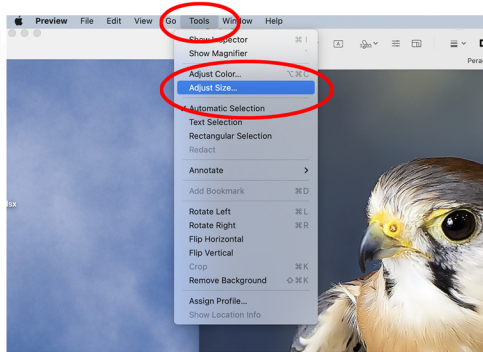 Preview File Edit View Go Tools Window Help
Show Inspector ⌘ I
Show Magnifier
Adjust Color... ⌥⌘C
Adjust Size...
Automatic Selection
Text Selection
Rectangular Selection
Redact
Annotate >
Add Bookmark ⌘D
Rotate Left ⌘L
Rotate Right ⌘R
Flip Horizontal
Flip Vertical
Crop ⌘K
Remove Background ⇧⌘K
Assign Profile...
Show Location Info
lsx
Pera